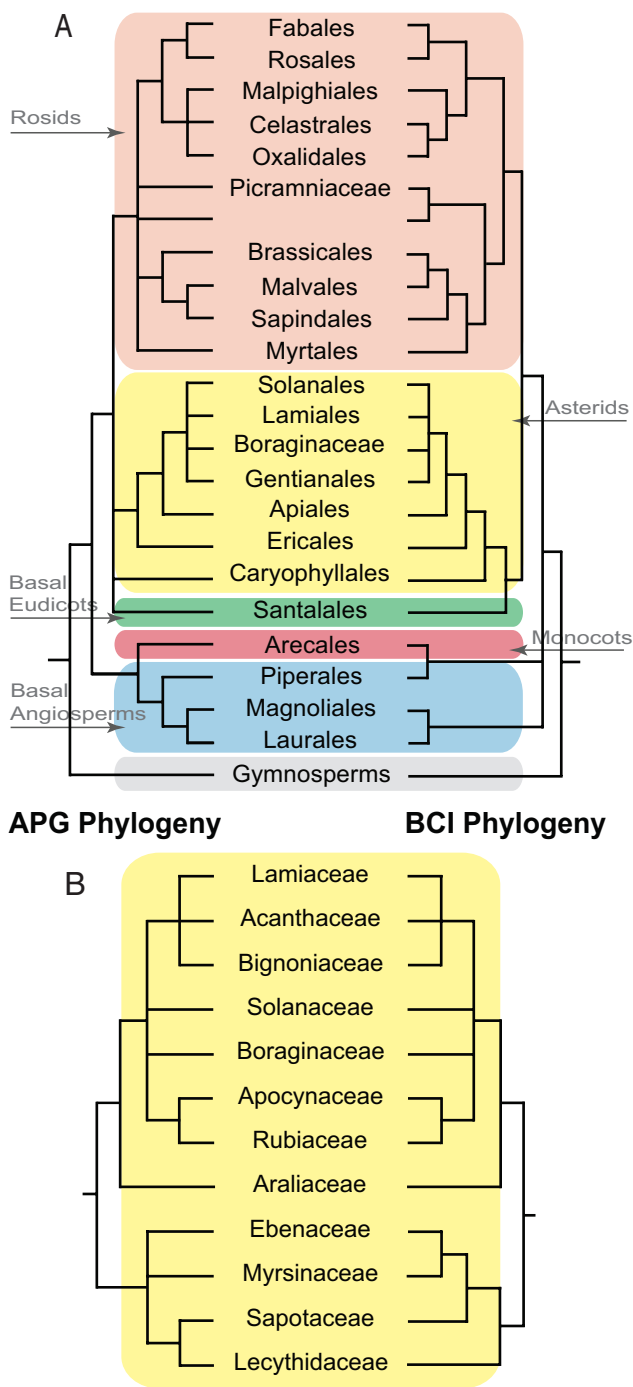 A
Fabales
Rosales
Malpighiales
Rosids
Celastrales
Oxalidales
Picramniaceae
Brassicales
Malvales
Sapindales
Myrtales
Solanales
Lamiales
Asterids
Boraginaceae
Gentianales
Apiales
Ericales
Caryophyllales
Basal
Eudicots
Santalales
Arecales
Monocots
Piperales
Basal
Angiosperms
Magnoliales
Laurales
Gymnosperms
APG Phylogeny
BCI Phylogeny
B
Lamiaceae
Acanthaceae
Bignoniaceae
Solanaceae
Boraginaceae
Apocynaceae
Rubiaceae
Araliaceae
Ebenaceae
Myrsinaceae
Sapotaceae
Lecythidaceae